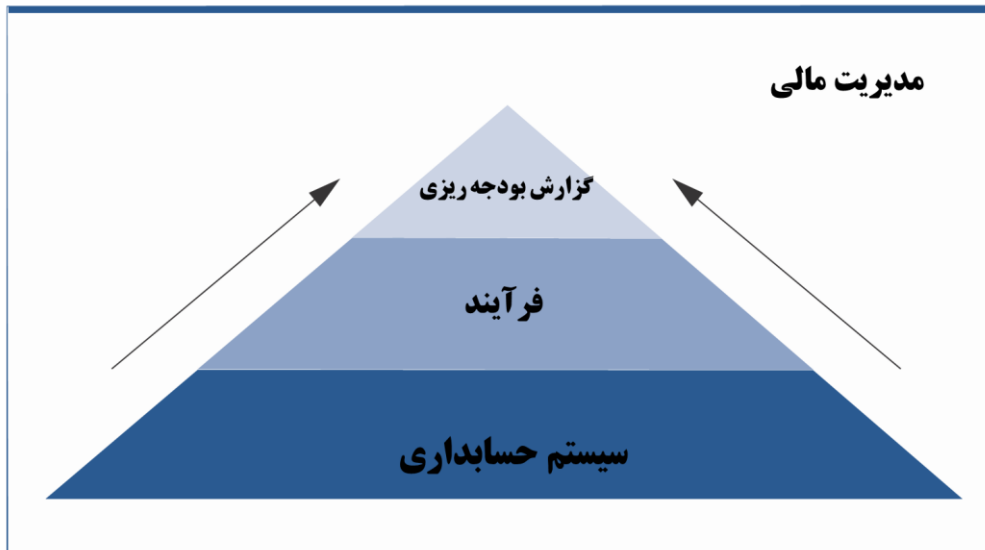 مدیریت مالی
گزارش بودجه ریزی
فرآیند
سیستم حسابداری